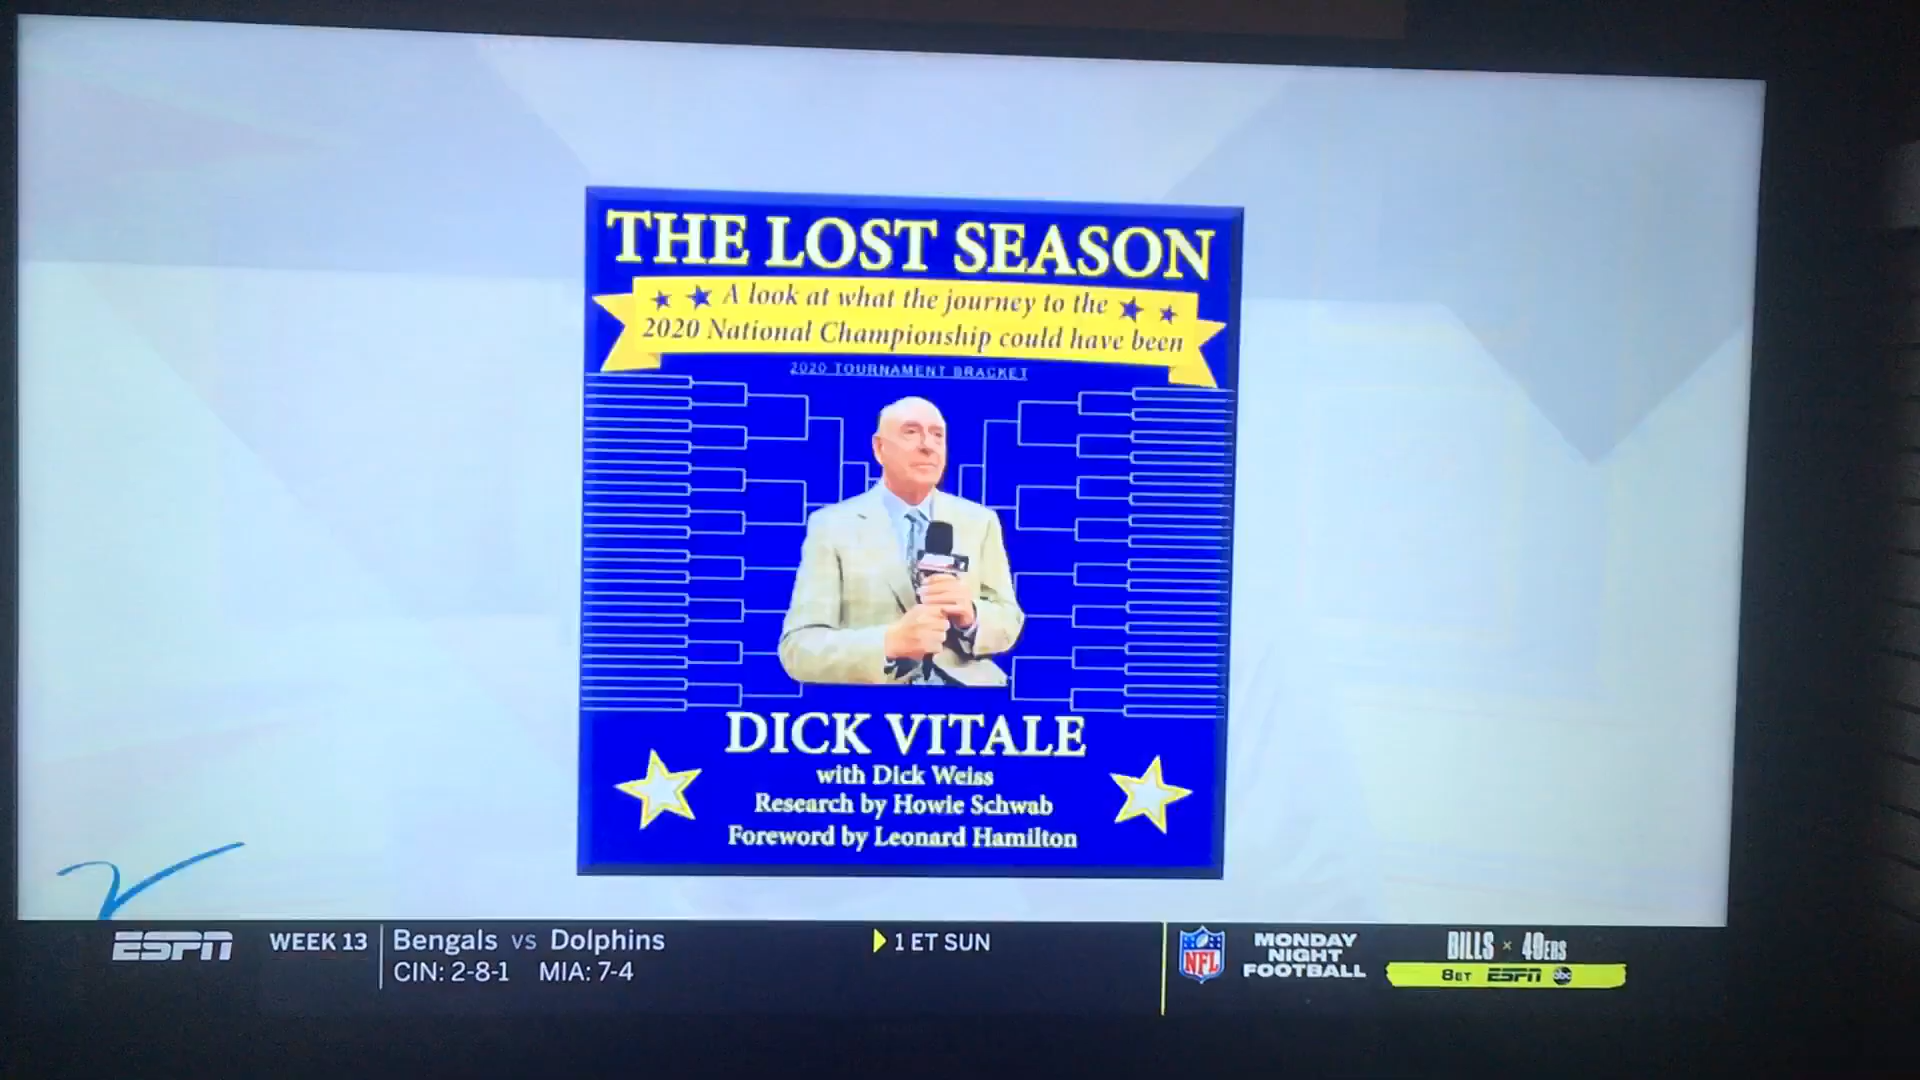 THE LOST SEASON
A look at what the journey to the
2020 National Championship could have been
2020 TOURNAMENT BRACKET
DICK VITALE
with Dick Weiss
Research by Howie Schwab
Foreword by Leonard Hamilton
ESPN WEEK 13 Bengals vs Dolphins 1 ET SUN
CIN: 2-8-1 MIA: 7-4
NFL
MONDAY
NIGHT
FOOTBALL
BILLS x 49ERS
8ET ESPN abc